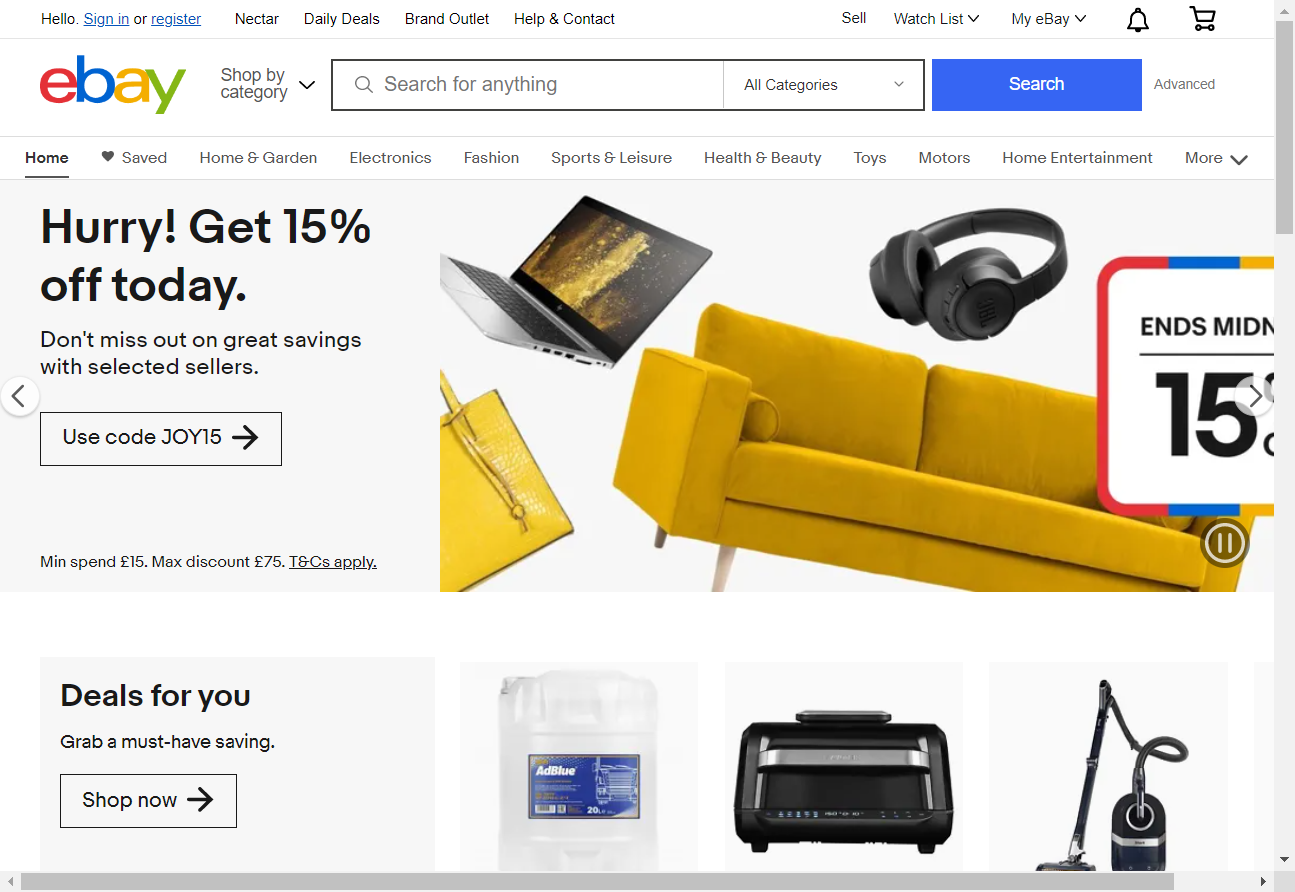 Hello. Sign in or register
Nectar
Daily Deals
Brand Outlet
Help & Contact
Sell
Watch List
My eBay
ebay
Shop by
category
Search for anything
All Categories
Search
Advanced
Home
Saved
Home & Garden
Electronics
Fashion
Sports & Leisure
Health & Beauty
Toys
Motors
Home Entertainment
More
Hurry! Get 15%
off today.
Don't miss out on great savings
with selected sellers.
Use code JOY15
Min spend £15. Max discount £75. T&Cs apply.
JBL
ENDS MIDN
15%
Deals for you
Grab a must-have saving.
Shop now
AdBlue
20L